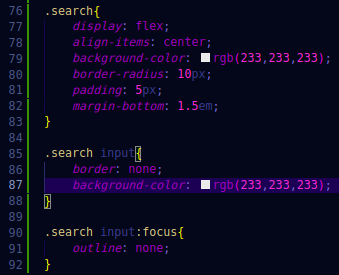 76 .search{
77 display: flex;
78 align-items: center;
79 background-color: rgb(233,233,233);
80 border-radius: 10px;
81 padding: 5px;
82 margin-bottom: 1.5em;
83 }
84
85 .search input{
86 border: none;
87 background-color: rgb(233,233,233);
88 }
89
90 .search input:focus{
91 outline: none;
92 }